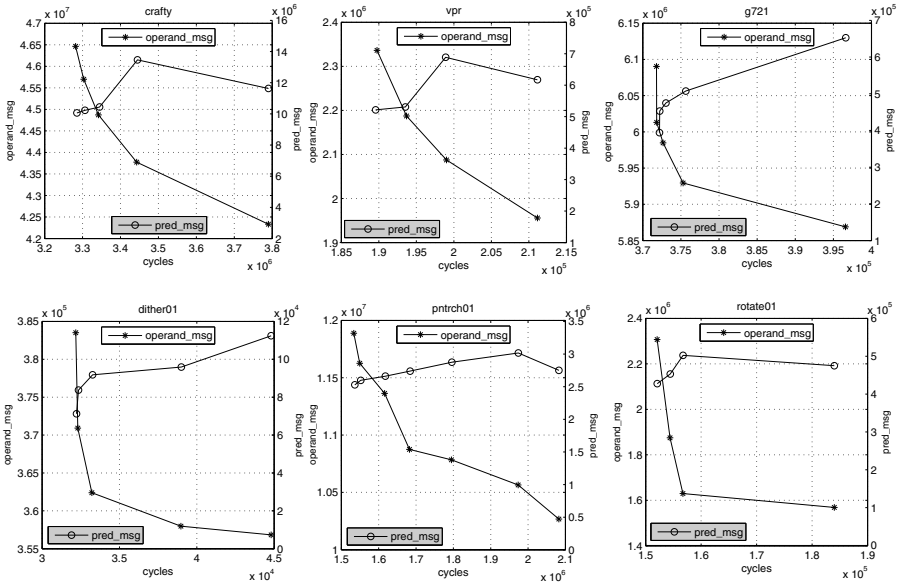 crafty
x 10^7
x 10^6
4.7
4.65
4.6
4.55
4.5
4.45
4.4
4.35
4.3
4.25
4.2
16
14
12
10
8
6
4
2
3.2
3.3
3.4
3.5
3.6
3.7
3.8
x 10^6
operand_msg
pred_msg
operand_msg
pred_msg
cycles
vpr
x 10^6
x 10^5
2.4
2.3
2.2
2.1
2
1.9
8
7
6
5
4
3
2
1
1.85
1.9
1.95
2
2.05
2.1
2.15
x 10^5
operand_msg
pred_msg
operand_msg
pred_msg
cycles
g721
x 10^6
x 10^5
6.15
6.1
6.05
6
5.95
5.9
5.85
7
6
5
4
3
2
1
3.7
3.75
3.8
3.85
3.9
3.95
4
x 10^5
operand_msg
pred_msg
operand_msg
pred_msg
cycles
dither01
x 10^5
x 10^4
3.85
3.8
3.75
3.7
3.65
3.6
3.55
12
10
8
6
4
2
0
3
3.5
4
4.5
x 10^4
operand_msg
pred_msg
operand_msg
pred_msg
cycles
pntrch01
x 10^7
x 10^6
1.2
1.15
1.1
1.05
1
3.5
3
2.5
2
1.5
1
0.5
0
1.5
1.6
1.7
1.8
1.9
2
2.1
x 10^6
operand_msg
pred_msg
operand_msg
pred_msg
cycles
rotate01
x 10^6
x 10^5
2.4
2.2
2
1.8
1.6
1.4
6
5
4
3
2
1
0
1.5
1.6
1.7
1.8
1.9
x 10^5
operand_msg
pred_msg
operand_msg
pred_msg
cycles